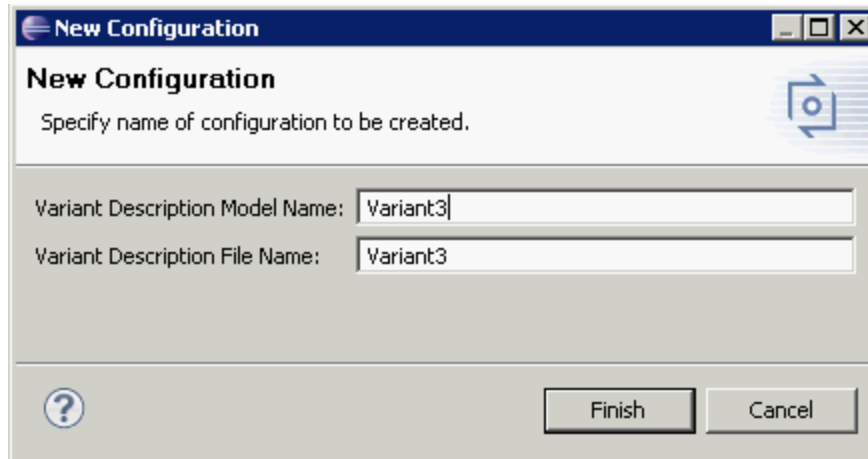 New Configuration
New Configuration
Specify name of configuration to be created.
Variant Description Model Name: Variant3
Variant Description File Name: Variant3
? Finish Cancel